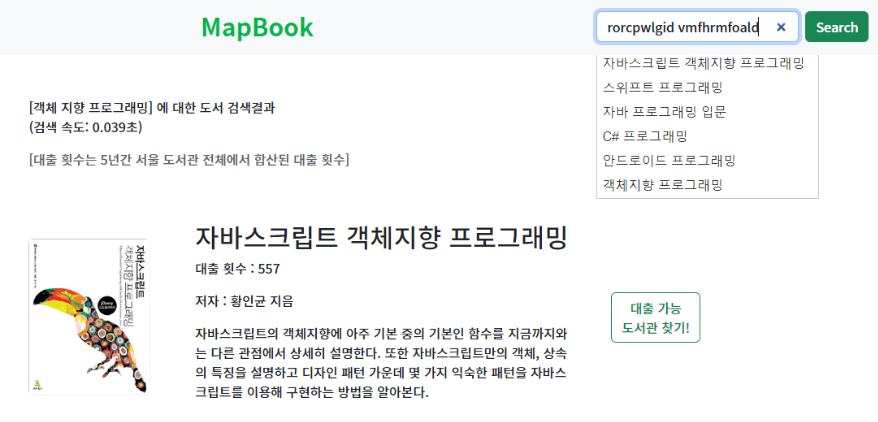 MapBook
rorcpwlgid vmfhrmfoald
Search
자바스크립트 객체지향 프로그래밍
스위프트 프로그래밍
자바 프로그래밍 입문
C# 프로그래밍
안드로이드 프로그래밍
객체지향 프로그래밍
[객체 지향 프로그래밍] 에 대한 도서 검색결과
(검색 속도: 0.039초)
[대출 횟수는 5년간 서울 도서관 전체에서 합산된 대출 횟수]
자바스크립트
객체지향 프로그래밍
자바스크립트 객체지향 프로그래밍
대출 횟수 : 557
저자 : 황인균 지음
자바스크립트의 객체지향에 아주 기본 중의 기본인 함수를 지금까지와
는 다른 관점에서 상세히 설명한다. 또한 자바스크립트만의 객체, 상속
의 특징을 설명하고 디자인 패턴 가운데 몇 가지 익숙한 패턴을 자바스
크립트를 이용해 구현하는 방법을 알아본다.
대출 가능
도서관 찾기!